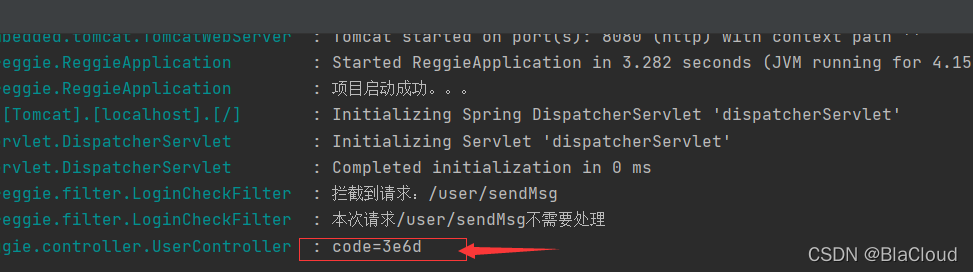 bedded.tomcat.TomcatWebServer : Tomcat started on port(s): 8080 (http) with context path ''
eggie.ReggieApplication : Started ReggieApplication in 3.282 seconds (JVM running for 4.15
eggie.ReggieApplication : 项目启动成功。。。
[Tomcat].[localhost].[/] : Initializing Spring DispatcherServlet 'dispatcherServlet'
ervlet.DispatcherServlet : Initializing Servlet 'dispatcherServlet'
ervlet.DispatcherServlet : Completed initialization in 0 ms
eggie.filter.LoginCheckFilter : 拦截到请求：/user/sendMsg
eggie.filter.LoginCheckFilter : 本次请求/user/sendMsg不需要处理
ggie.controller.UserController : code=3e6d
CSDN @BlaCloud